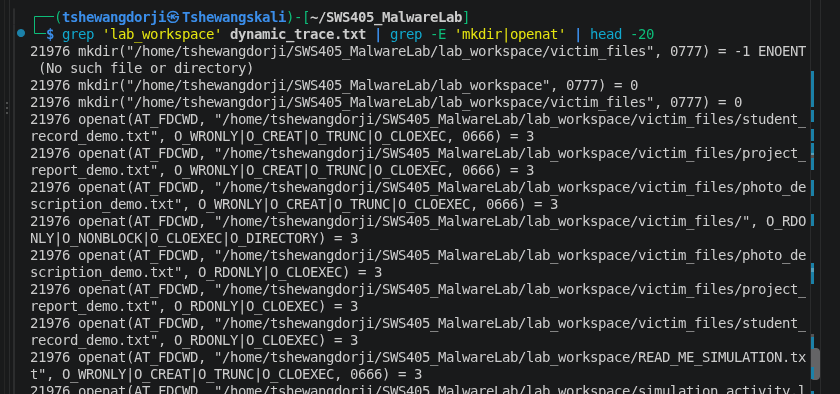 ┌──(tshewangdorji㉿Tshewangskali)-[~/SWS405_MalwareLab]
└─$ grep 'lab_workspace' dynamic_trace.txt | grep -E 'mkdir|openat' | head -20
21976 mkdir("/home/tshewangdorji/SWS405_MalwareLab/lab_workspace/victim_files", 0777) = -1 ENOENT
(No such file or directory)
21976 mkdir("/home/tshewangdorji/SWS405_MalwareLab/lab_workspace", 0777) = 0
21976 mkdir("/home/tshewangdorji/SWS405_MalwareLab/lab_workspace/victim_files", 0777) = 0
21976 openat(AT_FDCWD, "/home/tshewangdorji/SWS405_MalwareLab/lab_workspace/victim_files/student_
record_demo.txt", O_WRONLY|O_CREAT|O_TRUNC|O_CLOEXEC, 0666) = 3
21976 openat(AT_FDCWD, "/home/tshewangdorji/SWS405_MalwareLab/lab_workspace/victim_files/project_
report_demo.txt", O_WRONLY|O_CREAT|O_TRUNC|O_CLOEXEC, 0666) = 3
21976 openat(AT_FDCWD, "/home/tshewangdorji/SWS405_MalwareLab/lab_workspace/victim_files/photo_de
scription_demo.txt", O_WRONLY|O_CREAT|O_TRUNC|O_CLOEXEC, 0666) = 3
21976 openat(AT_FDCWD, "/home/tshewangdorji/SWS405_MalwareLab/lab_workspace/victim_files/", O_RDO
NLY|O_NONBLOCK|O_CLOEXEC|O_DIRECTORY) = 3
21976 openat(AT_FDCWD, "/home/tshewangdorji/SWS405_MalwareLab/lab_workspace/victim_files/photo_de
scription_demo.txt", O_RDONLY|O_CLOEXEC) = 3
21976 openat(AT_FDCWD, "/home/tshewangdorji/SWS405_MalwareLab/lab_workspace/victim_files/project_
report_demo.txt", O_RDONLY|O_CLOEXEC) = 3
21976 openat(AT_FDCWD, "/home/tshewangdorji/SWS405_MalwareLab/lab_workspace/victim_files/student_
record_demo.txt", O_RDONLY|O_CLOEXEC) = 3
21976 openat(AT_FDCWD, "/home/tshewangdorji/SWS405_MalwareLab/lab_workspace/READ_ME_SIMULATION.tx
t", O_WRONLY|O_CREAT|O_TRUNC|O_CLOEXEC, 0666) = 3
21976 openat(AT_FDCWD, "/home/tshewangdorji/SWS405_MalwareLab/lab_workspace/simulation_activity_l